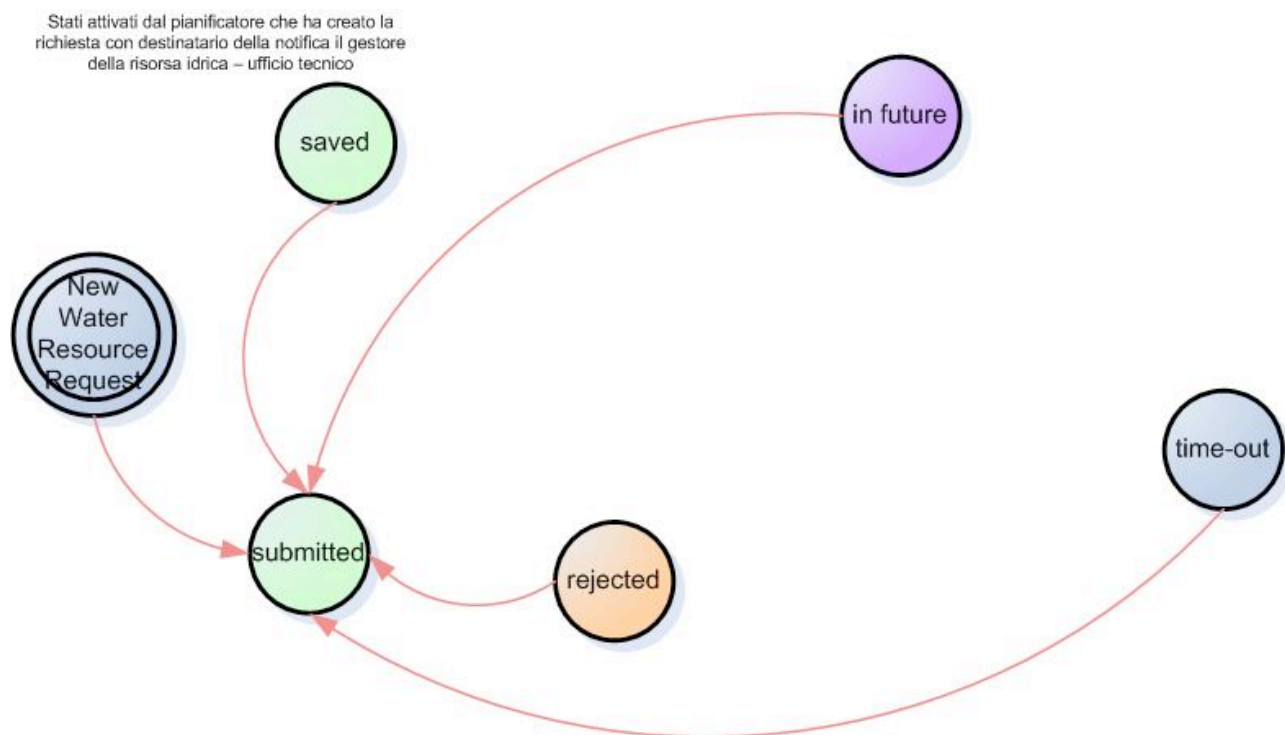 Stati attivati dal pianificatore che ha creato la
richiesta con destinatario della notifica il gestore
della risorsa idrica – ufficio tecnico
saved
in future
New
Water
Resource
Request
time-out
submitted
rejected